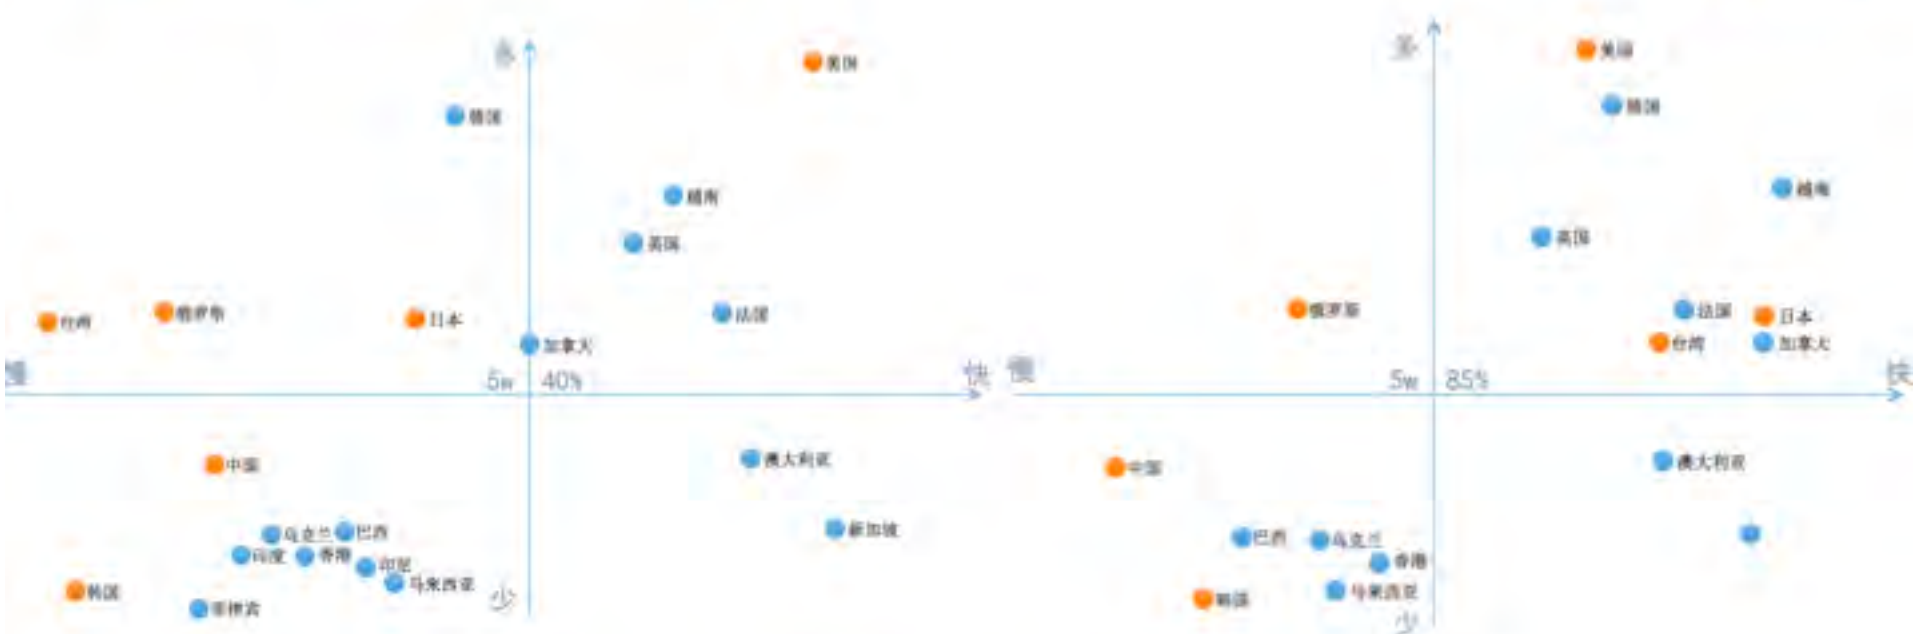 多
美国
德国
越南
英国
台湾
俄罗斯
日本
法国
加拿大
慢
5w
40%
快
中国
澳大利亚
新加坡
乌克兰
巴西
印度
香港
印尼
马来西亚
韩国
菲律宾
少
多
美国
德国
越南
英国
俄罗斯
法国
日本
台湾
加拿大
慢
5w
85%
快
中国
澳大利亚
巴西
乌克兰
香港
马来西亚
韩国
少